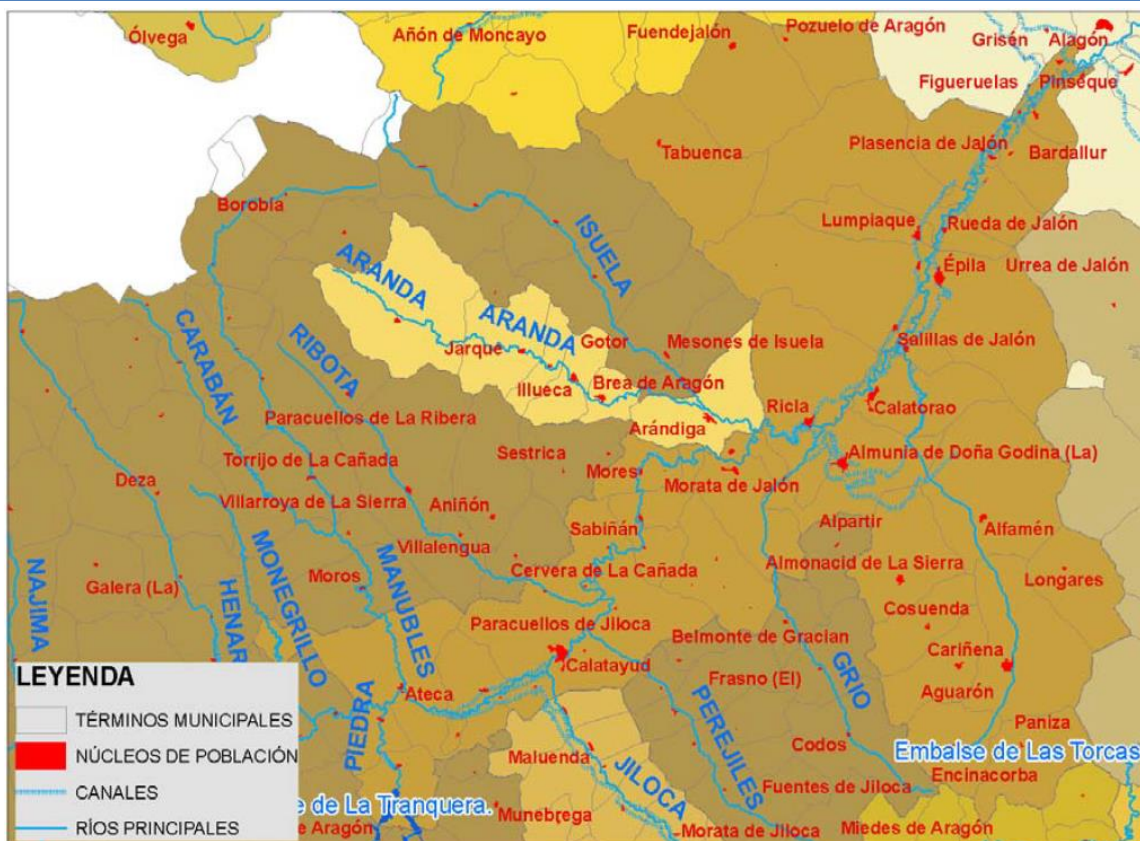 Ólvega
Añón de Moncayo
Fuendejalón
Pozuelo de Aragón
Grisén
Alagón
Figueruelas
Pinseque
Tabuenca
Plasencia de Jalón
Bardallur
Borobia
ISUELA
Lumpiaque
Rueda de Jalón
Épila
Urrea de Jalón
ARANDA
ARANDA
CARABÁN
RIBOTA
Jarque
Gotor
Mesones de Isuela
Salillas de Jalón
Illueca
Brea de Aragón
Ricla
Calatorao
Paracuellos de La Ribera
Arándiga
Torrijo de La Cañada
Sestrica
Mores
Almunia de Doña Godina (La)
Deza
Morata de Jalón
Villarroya de La Sierra
Aniñón
Sabiñán
Alpartir
Alfamén
Villalengua
MONEGRILLO
MANUBLES
NAJIMA
Galera (La)
HENAR
Moros
Cervera de La Cañada
Almonacid de La Sierra
Longares
Cosuenda
Paracuellos de Jiloca
Belmonte de Gracian
Calatayud
Frasno (El)
GRIO
Cariñena
Aguarón
LEYENDA
Ateca
PIEDRA
PEREJILES
Paniza
TÉRMINOS MUNICIPALES
NÚCLEOS DE POBLACIÓN
CANALES
RÍOS PRINCIPALES
Maluenda
JILOCA
Codos
Embalse de Las Torcas
Encinacorba
Fuentes de Jiloca
e de La Tranquera.
Munebrega
e de Aragón
Morata de Jiloca
Miedes de Aragón